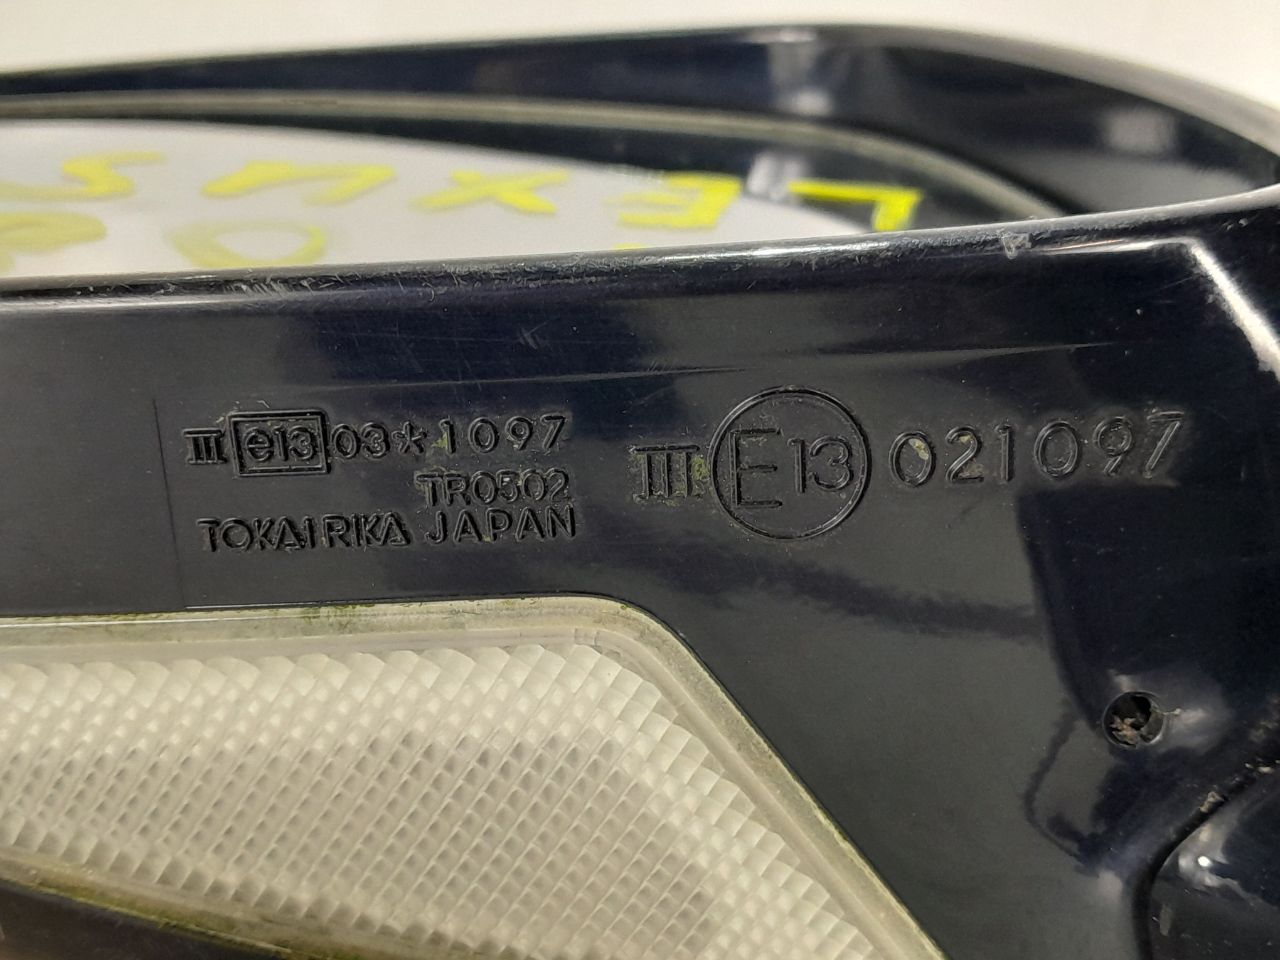 LEXUS
III e13 03*1097
TR0502
TOKAI RIKA JAPAN
III E13 021097